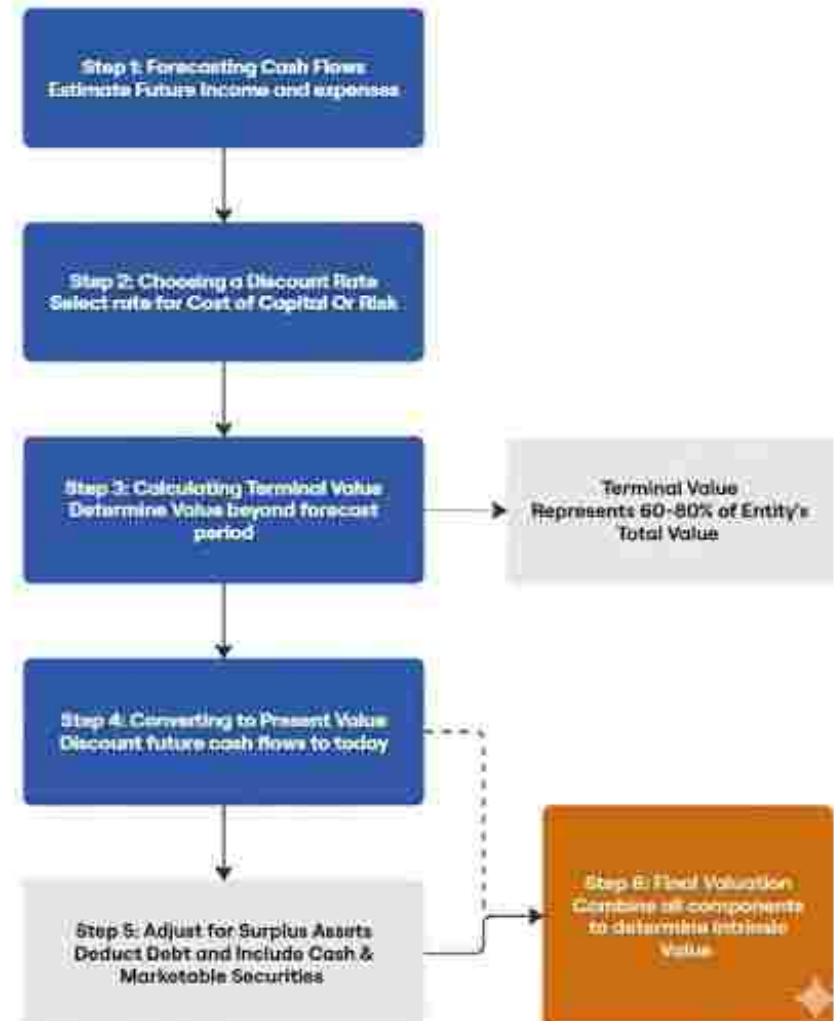 Step 1: Forecasting Cash Flows
Estimate Future Income and expenses
Step 2: Choosing a Discount Rate
Select rate for Cost of Capital Or Risk
Step 3: Calculating Terminal Value
Determine Value beyond forecast
period
Terminal Value
Represents 60-80% of Entity's
Total Value
Step 4: Converting to Present Value
Discount future cash flows to today
Step 5: Adjust for Surplus Assets
Deduct Debt and Include Cash &
Marketable Securities
Step 6: Final Valuation
Combine all components
to determine Intrinsic
Value